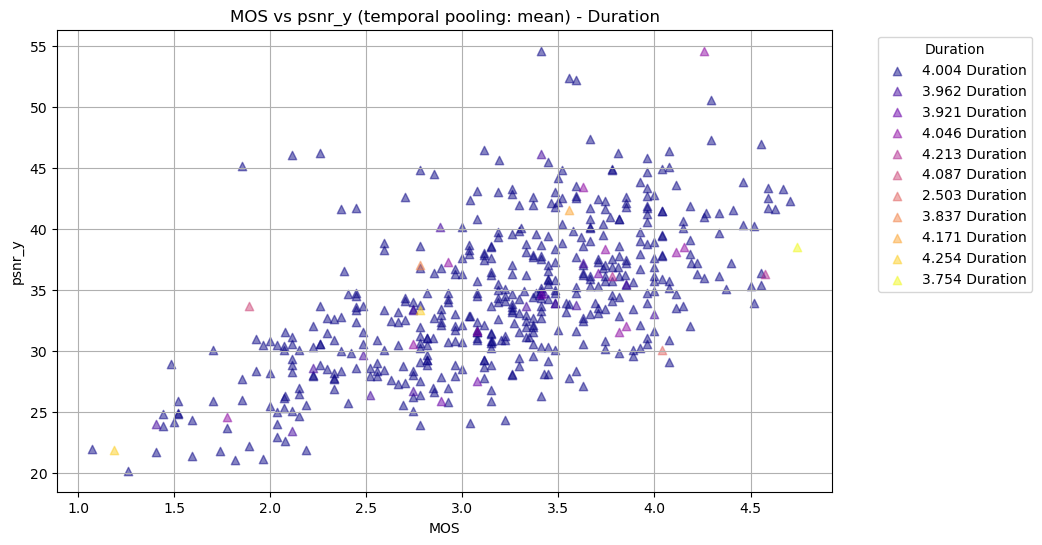 MOS vs psnr_y (temporal pooling: mean) - Duration
psnr_y
55
50
45
40
35
30
25
20
1.0 1.5 2.0 2.5 3.0 3.5 4.0 4.5
MOS
Duration
4.004 Duration
3.962 Duration
3.921 Duration
4.046 Duration
4.213 Duration
4.087 Duration
2.503 Duration
3.837 Duration
4.171 Duration
4.254 Duration
3.754 Duration